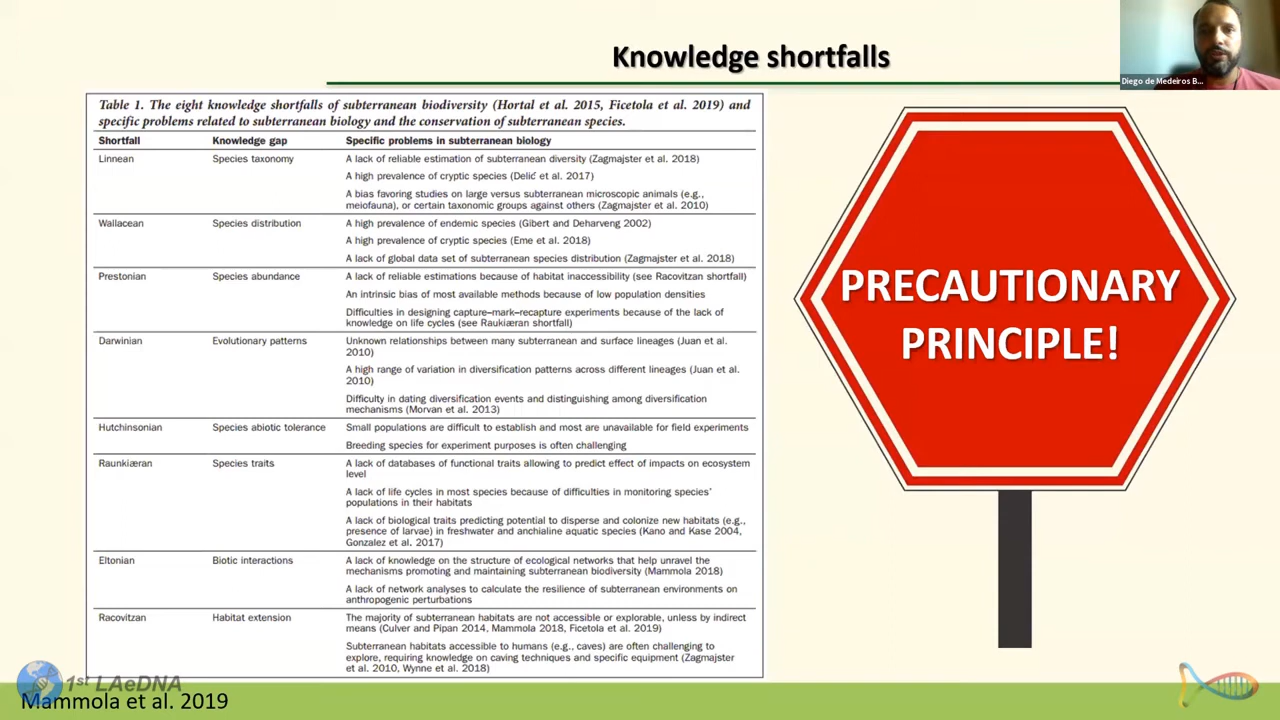 Knowledge shortfalls
Diego de Medeiros B...
Table 1. The eight knowledge shortfalls of subterranean biodiversity (Hortal et al. 2015, Ficetola et al. 2019) and
specific problems related to subterranean biology and the conservation of subterranean species.
Shortfall Knowledge gap Specific problems in subterranean biology
Linnean Species taxonomy A lack of reliable estimation of subterranean diversity (Zagmajster et al. 2018)
A high prevalence of cryptic species (Delić et al. 2017)
A bias favoring studies on large versus subterranean microscopic animals (e.g.,
meiofauna), or certain taxonomic groups against others (Zagmajster et al. 2010)
Wallacean Species distribution A high prevalence of endemic species (Gibert and Deharveng 2002)
A high prevalence of cryptic species (Eme et al. 2018)
A lack of global data set of subterranean species distribution (Zagmajster et al. 2018)
Prestonian Species abundance A lack of reliable estimations because of habitat inaccessibility (see Racovitzan shortfall)
An intrinsic bias of most available methods because of low population densities
Difficulties in designing capture–mark–recapture experiments because of the lack of
knowledge on life cycles (see Raukiæran shortfall)
Darwinian Evolutionary patterns Unknown relationships between many subterranean and surface lineages (Juan et al.
2010)
A high range of variation in diversification patterns across different lineages (Juan et al.
2010)
Difficulty in dating diversification events and distinguishing among diversification
mechanisms (Morvan et al. 2013)
Hutchinsonian Species abiotic tolerance Small populations are difficult to establish and most are unavailable for field experiments
Breeding species for experiment purposes is often challenging
Raunkiæran Species traits A lack of databases of functional traits allowing to predict effect of impacts on ecosystem
level
A lack of life cycles in most species because of difficulties in monitoring species'
populations in their habitats
A lack of biological traits predicting potential to disperse and colonize new habitats (e.g.,
presence of larvae) in freshwater and anchialine aquatic species (Kano and Kase 2004,
Gonzalez et al. 2017)
Eltonian Biotic interactions A lack of knowledge on the structure of ecological networks that help unravel the
mechanisms promoting and maintaining subterranean biodiversity (Mammola 2018)
A lack of network analyses to calculate the resilience of subterranean environments on
anthropogenic perturbations
Racovitzan Habitat extension The majority of subterranean habitats are not accessible or explorable, unless by indirect
means (Culver and Pipan 2014, Mammola 2018, Ficetola et al. 2019)
Subterranean habitats accessible to humans (e.g., caves) are often challenging to
explore, requiring knowledge on caving techniques and specific equipment (Zagmajster
et al. 2010, Wynne et al. 2018)
PRECAUTIONARY
PRINCIPLE!
1st LAeDNA
Mammola et al. 2019